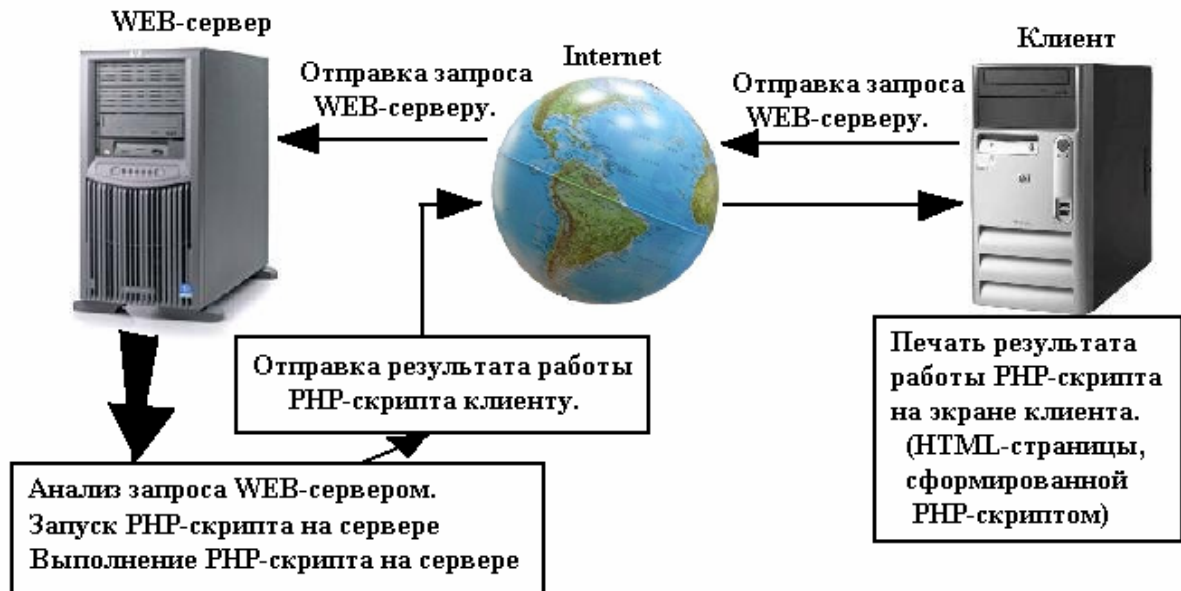 WEB-сервер
Internet
Клиент
Отправка запроса
WEB-серверу.
Отправка запроса
WEB-серверу.
Отправка результата работы
PHP-скрипта клиенту.
Печать результата
работы PHP-скрипта
на экране клиента.
(HTML-страницы,
сформированной
PHP-скриптом)
Анализ запроса WEB-сервером.
Запуск PHP-скрипта на сервере
Выполнение PHP-скрипта на сервере